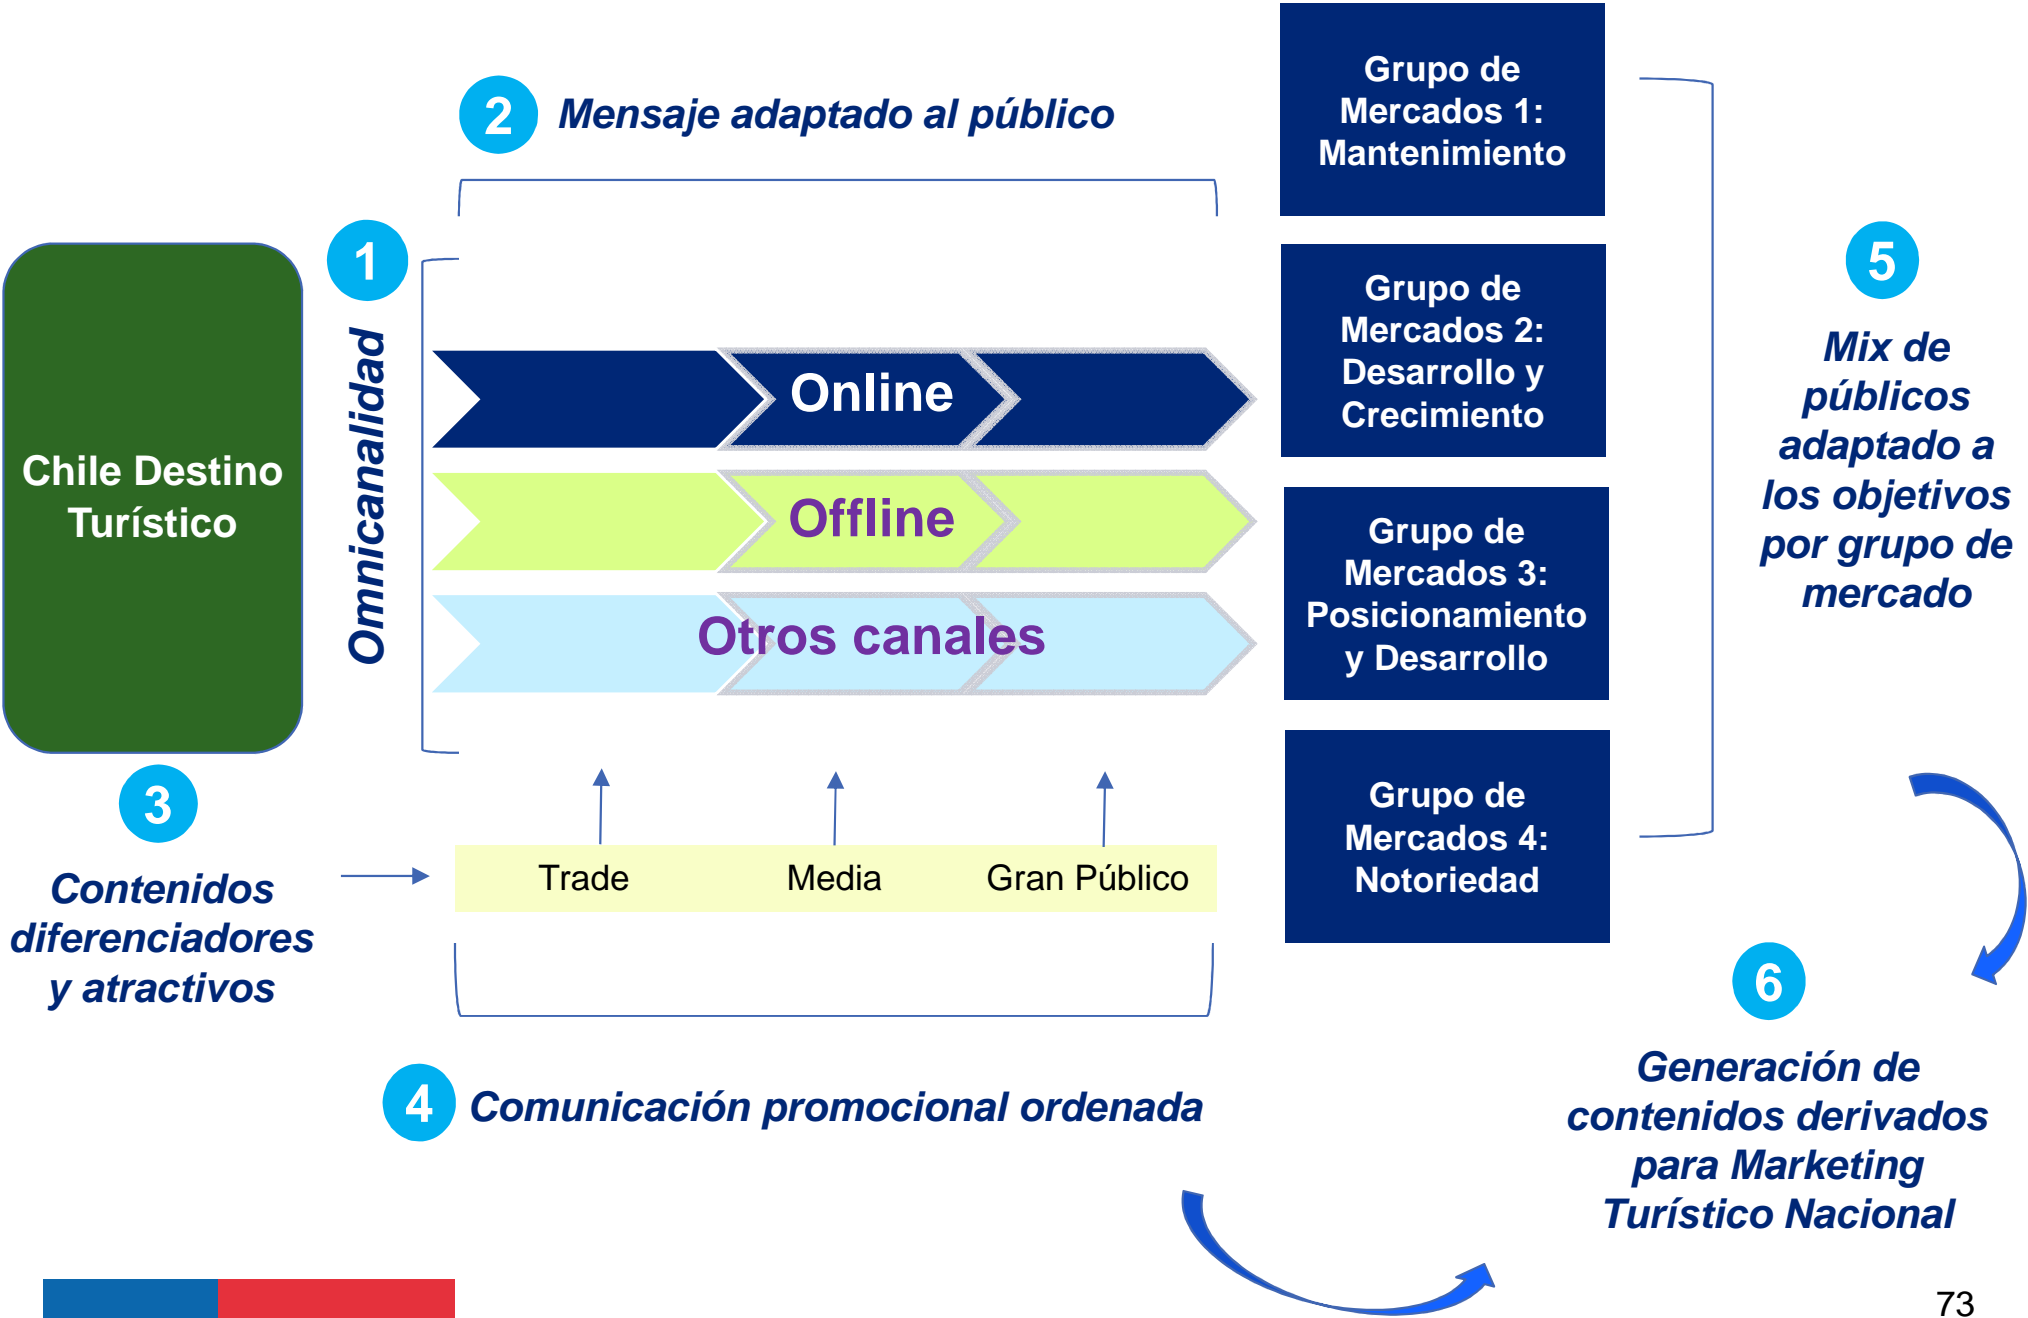 2
Mensaje adaptado al público
Grupo de
Mercados 1:
Mantenimiento
1
Omnicanalidad
Chile Destino
Turístico
Online
Offline
Otros canales
Grupo de
Mercados 2:
Desarrollo y
Crecimiento
Grupo de
Mercados 3:
Posicionamiento
y Desarrollo
Grupo de
Mercados 4:
Notoriedad
5
Mix de
públicos
adaptado a
los objetivos
por grupo de
mercado
3
Contenidos
diferenciadores
y atractivos
Trade Media Gran Público
4
Comunicación promocional ordenada
6
Generación de
contenidos derivados
para Marketing
Turístico Nacional
73